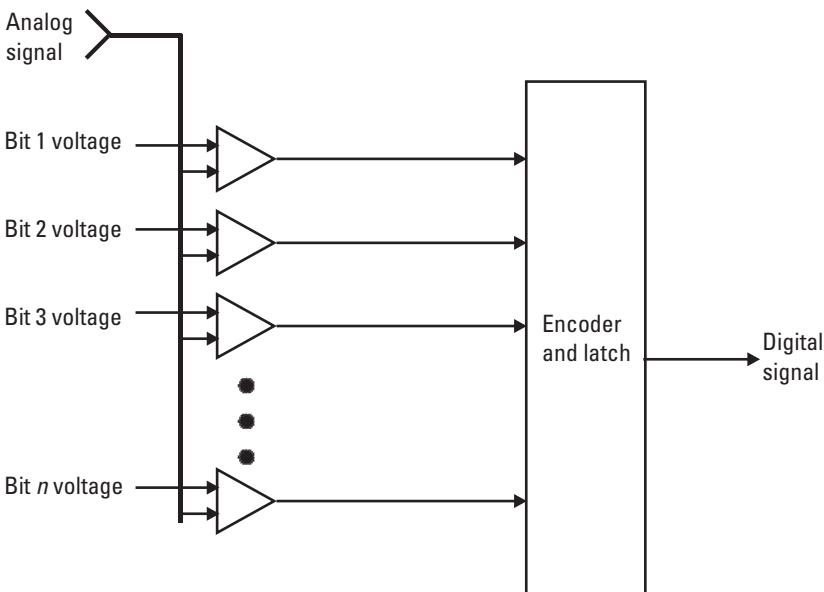 Analog
signal
Bit 1 voltage
Bit 2 voltage
Bit 3 voltage
Encoder
and latch
Digital
signal
Bit n voltage